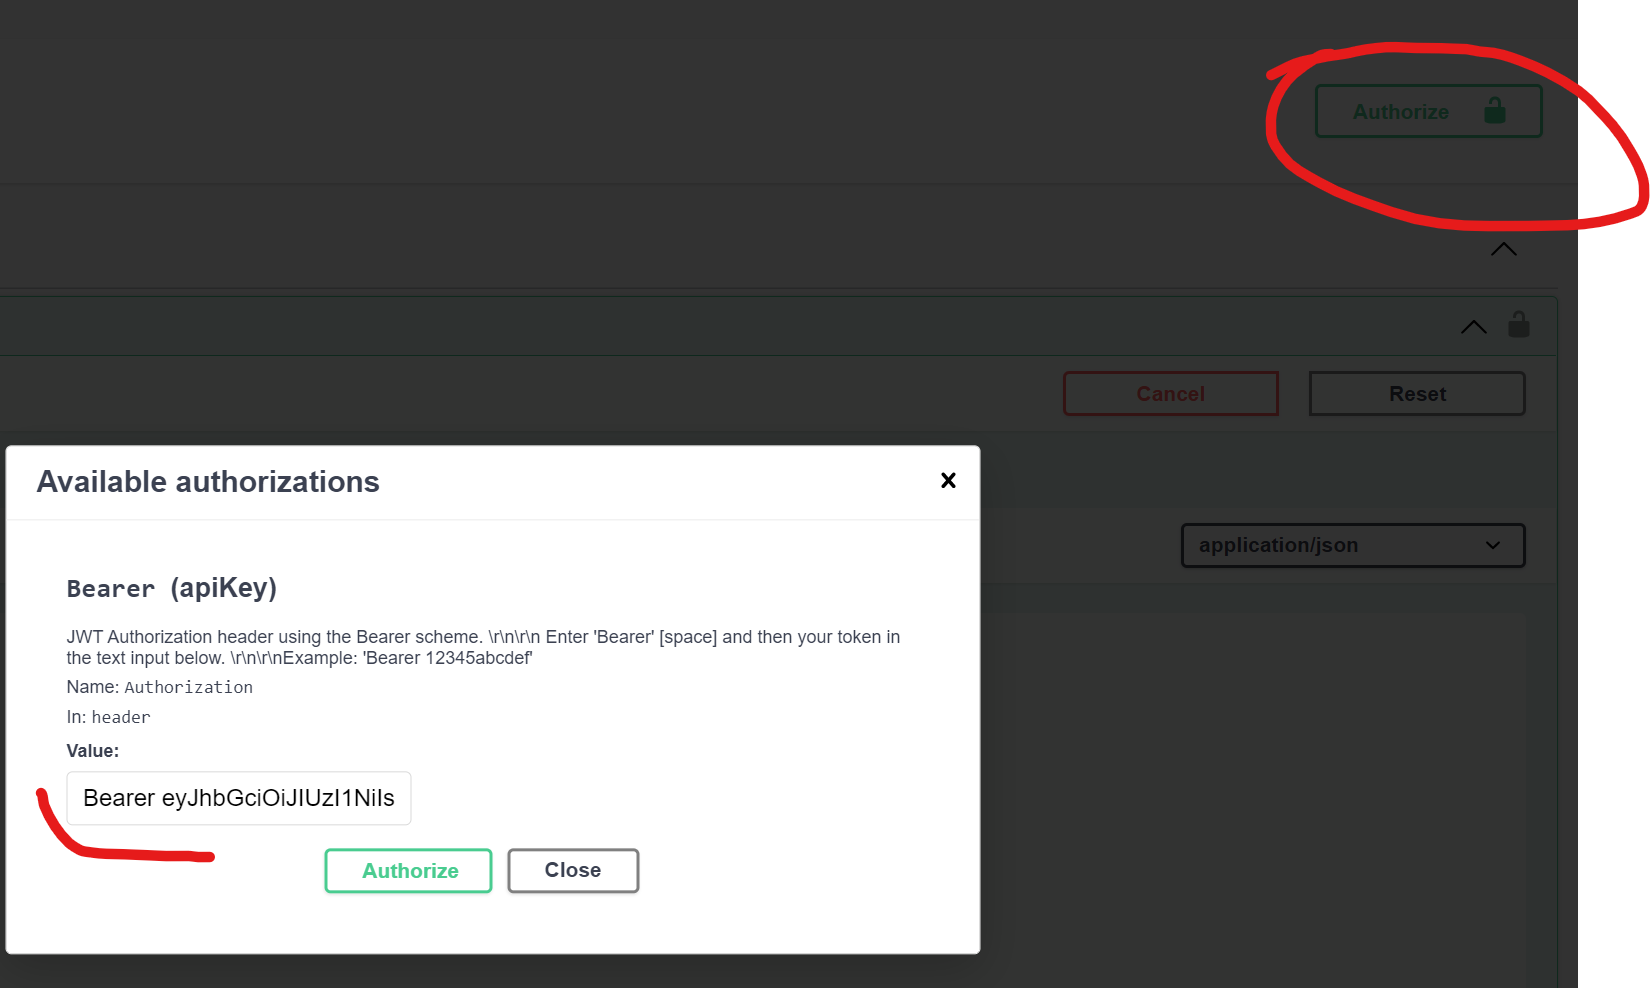 Authorize
Cancel
Reset
Available authorizations
application/json
Bearer (apiKey)
JWT Authorization header using the Bearer scheme. \r\n\r\n Enter 'Bearer' [space] and then your token in
the text input below. \r\n\r\nExample: 'Bearer 12345abcdef'
Name: Authorization
In: header
Value:
Bearer eyJhbGciOiJIUzI1NiIs
Authorize
Close